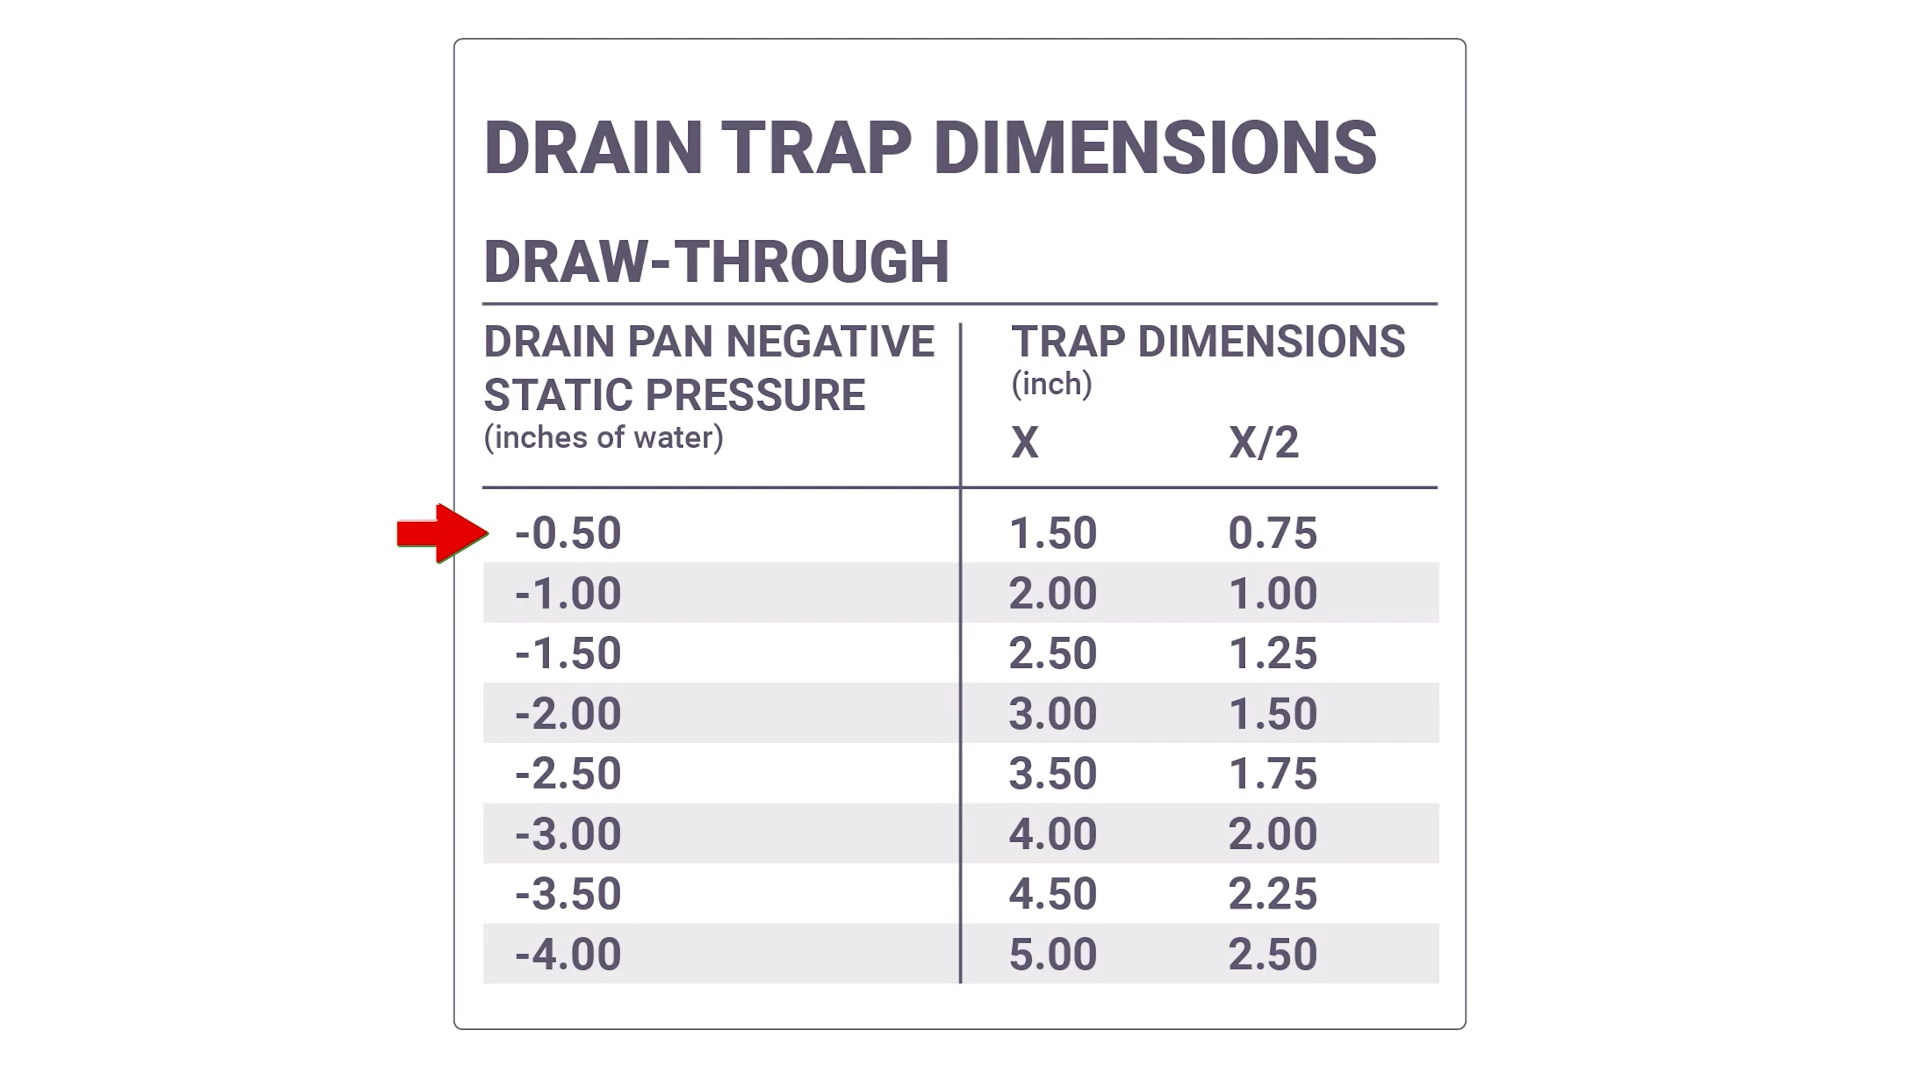 DRAIN TRAP DIMENSIONS
DRAW-THROUGH
DRAIN PAN NEGATIVE
STATIC PRESSURE
(inches of water)
TRAP DIMENSIONS
(inch)
X X/2
-0.50 1.50 0.75
-1.00 2.00 1.00
-1.50 2.50 1.25
-2.00 3.00 1.50
-2.50 3.50 1.75
-3.00 4.00 2.00
-3.50 4.50 2.25
-4.00 5.00 2.50